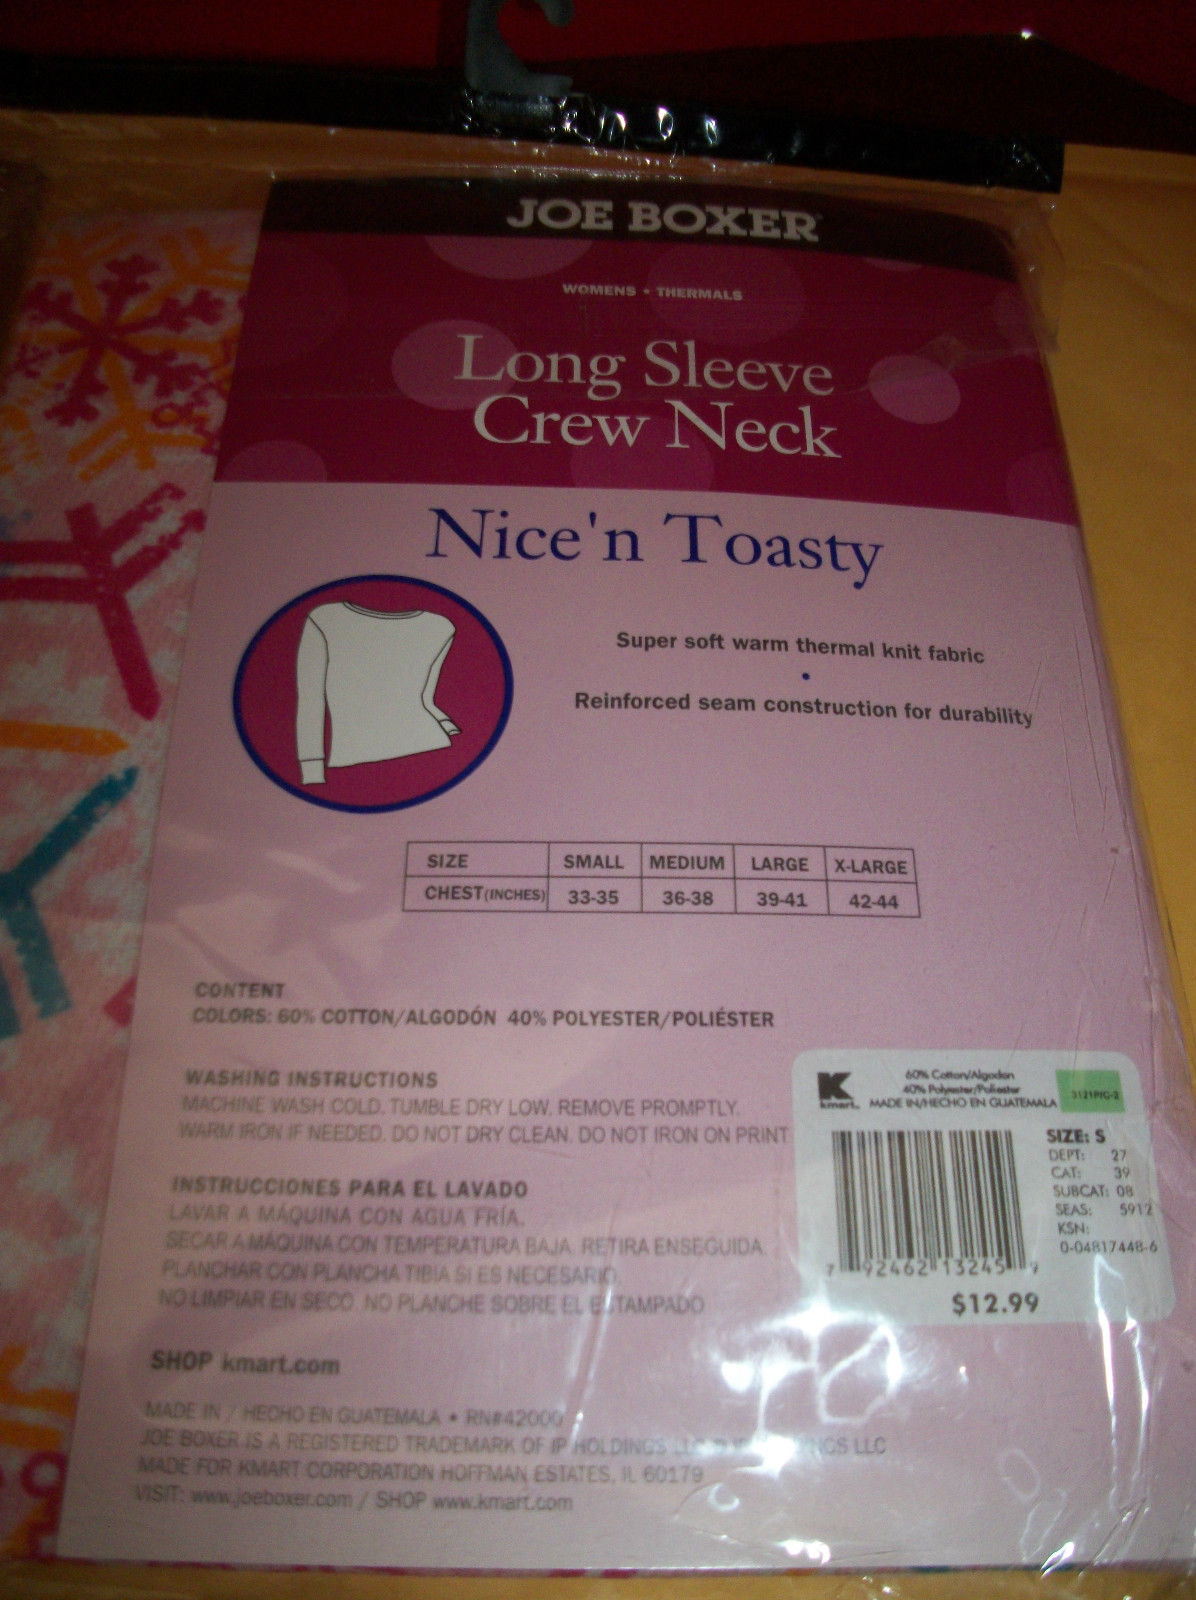 JOE BOXER
WOMENS • THERMALS
Long Sleeve
Crew Neck
Nice'n Toasty
Super soft warm thermal knit fabric
•
Reinforced seam construction for durability
SIZE SMALL MEDIUM LARGE X-LARGE
CHEST(INCHES) 33-35 36-38 39-41 42-44
CONTENT
COLORS: 60% COTTON/ALGODÓN 40% POLYESTER/POLIÉSTER
WASHING INSTRUCTIONS
MACHINE WASH COLD. TUMBLE DRY LOW. REMOVE PROMPTLY.
WARM IRON IF NEEDED. DO NOT DRY CLEAN. DO NOT IRON ON PRINT
INSTRUCCIONES PARA EL LAVADO
LAVAR A MÁQUINA CON AGUA FRÍA.
SECAR A MÁQUINA CON TEMPERATURA BAJA. RETIRA ENSEGUIDA.
PLANCHAR CON PLANCHA TIBIA SI ES NECESARIO.
NO LIMPIAR EN SECO. NO PLANCHE SOBRE EL ESTAMPADO
SHOP kmart.com
MADE IN / HECHO EN GUATEMALA • RN#42000
JOE BOXER IS A REGISTERED TRADEMARK OF IP HOLDINGS LLC
MADE FOR KMART CORPORATION HOFFMAN ESTATES, IL 60179
VISIT: www.joeboxer.com / SHOP www.kmart.com
K
kmart.
60% Cotton/Algodon
40% Polyester/Poliester
MADE IN/HECHO EN GUATEMALA
SIZE: S
DEPT: 27
CAT: 39
SUBCAT: 08
SEAS: 5912
KSN:
0-04817448-6
7 92462 13245 7
$12.99